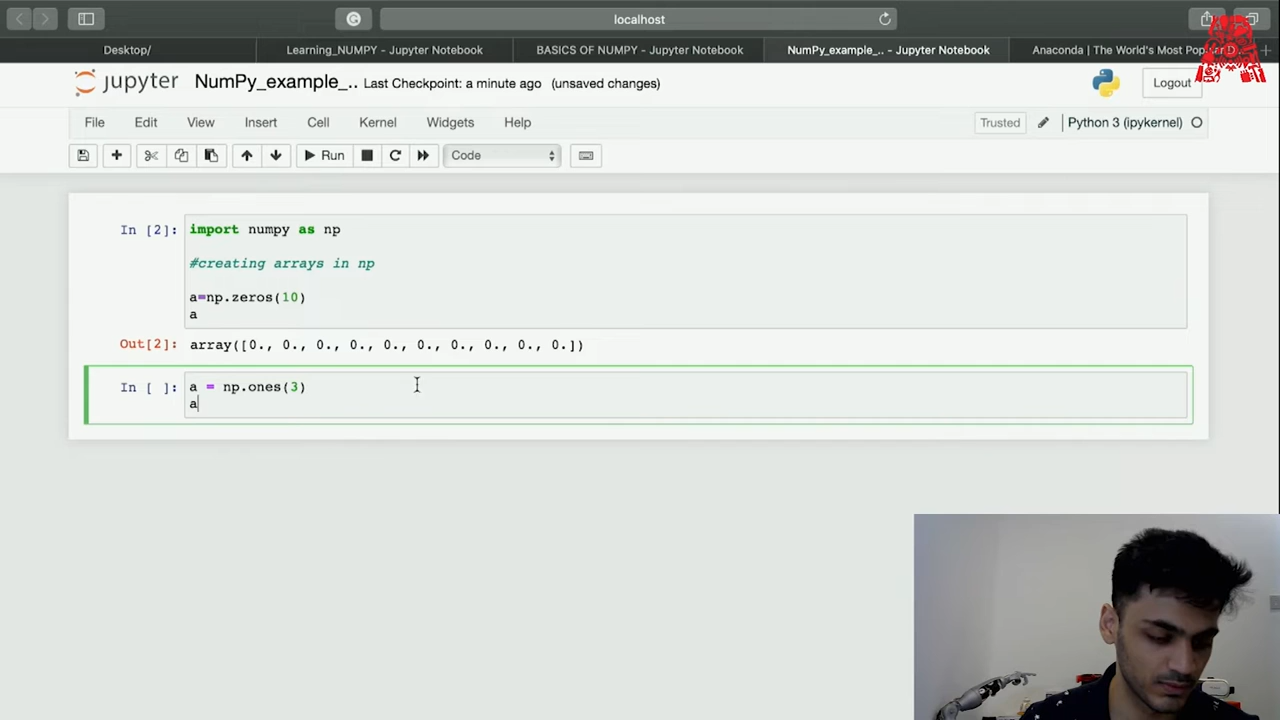 localhost
Desktop/
Learning_NUMPY - Jupyter Notebook
BASICS OF NUMPY - Jupyter Notebook
NumPy_example_.. - Jupyter Notebook
Anaconda | The World's Most
jupyter
NumPy_example_..
Last Checkpoint: a minute ago
(unsaved changes)
Logout
File
Edit
View
Insert
Cell
Kernel
Widgets
Help
Trusted
Python 3 (ipykernel)
Run
Code
In [2]:
import numpy as np
#creating arrays in np
a=np.zeros(10)
a
Out[2]:
array([0., 0., 0., 0., 0., 0., 0., 0., 0., 0.])
In [ ]:
a = np.ones(3)
a